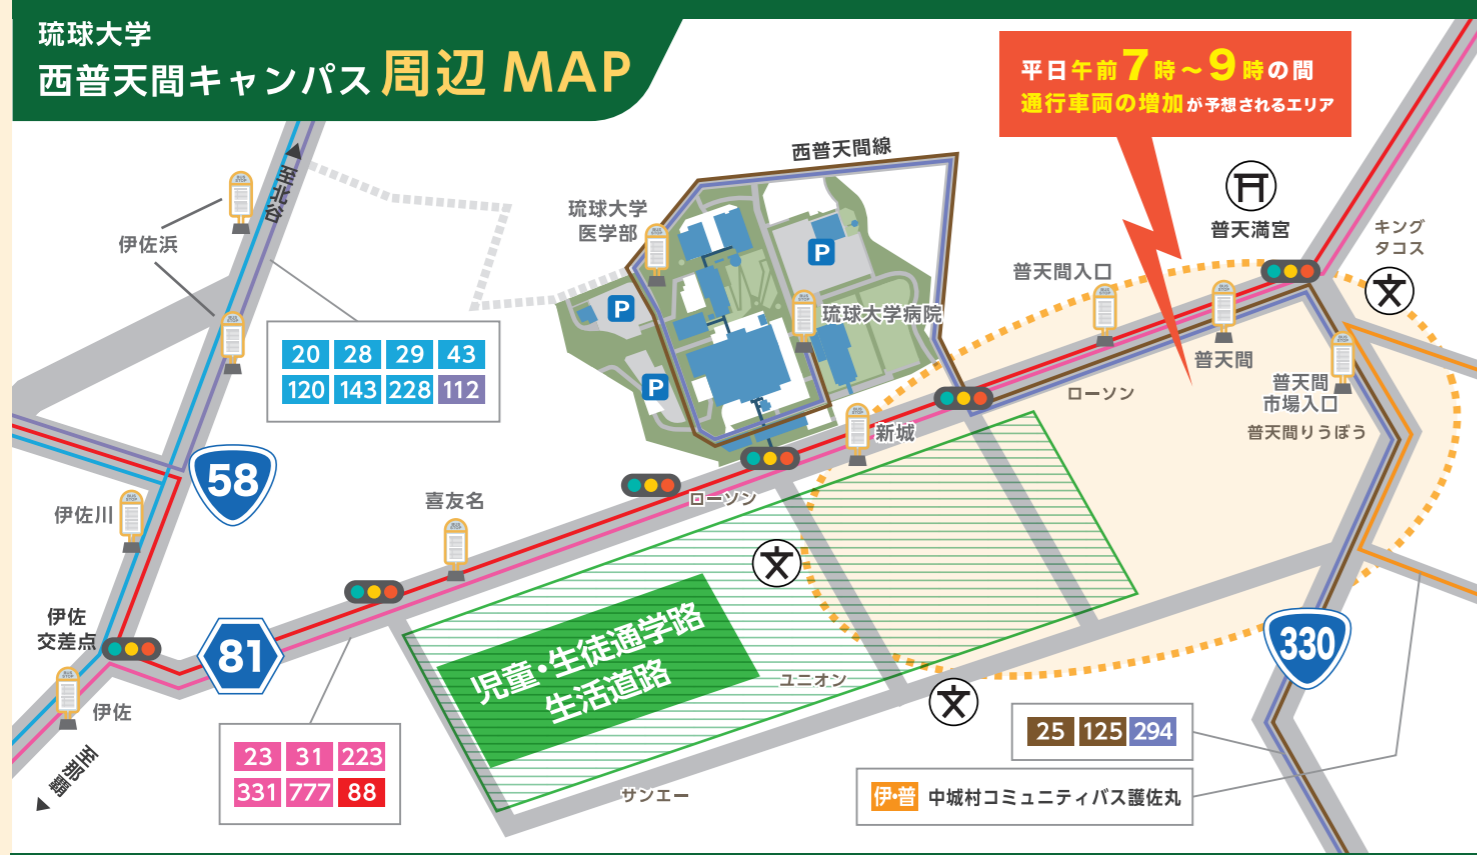 琉球大学
西普天間キャンパス 周辺 MAP
平日午前7時～9時の間
通行車両の増加が予想されるエリア
西普天間線
至北谷
伊佐浜
琉球大学
医学部
P
P
P
琉球大学病院
普天満宮
キング
タコス
文
普天間入口
普天間
普天間
市場入口
普天間りうぼう
ローソン
新城
20 28 29 43
120 143 228 112
58
伊佐川
喜友名
ローソン
文
伊佐
交差点
81
伊佐
至那覇
児童・生徒通学路
生活道路
ユニオン
文
330
サンエー
23 31 223
331 777 88
25 125 294
伊・普 中城村コミュニティバス護佐丸